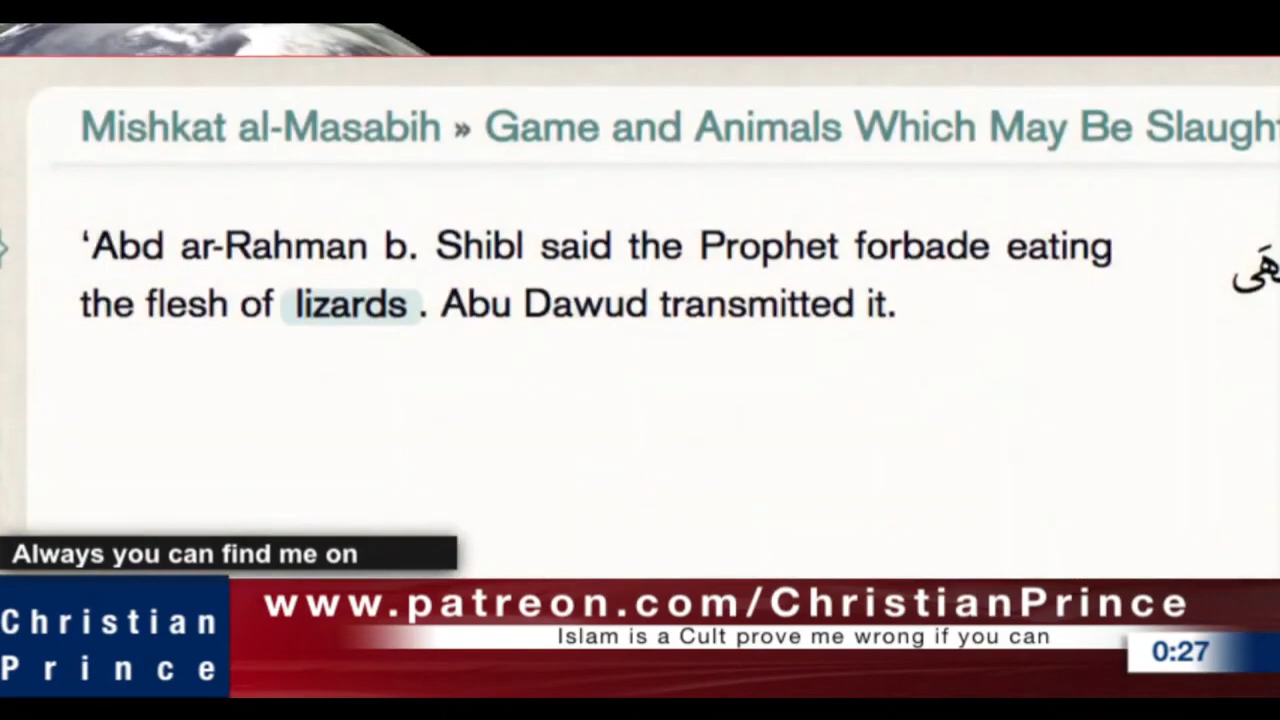 Mishkat al-Masabih » Game and Animals Which May Be Slaught
‘Abd ar-Rahman b. Shibl said the Prophet forbade eating
the flesh of lizards . Abu Dawud transmitted it.
Always you can find me on
Christian
Prince
www.patreon.com/ChristianPrince
Islam is a Cult prove me wrong if you can
0:27